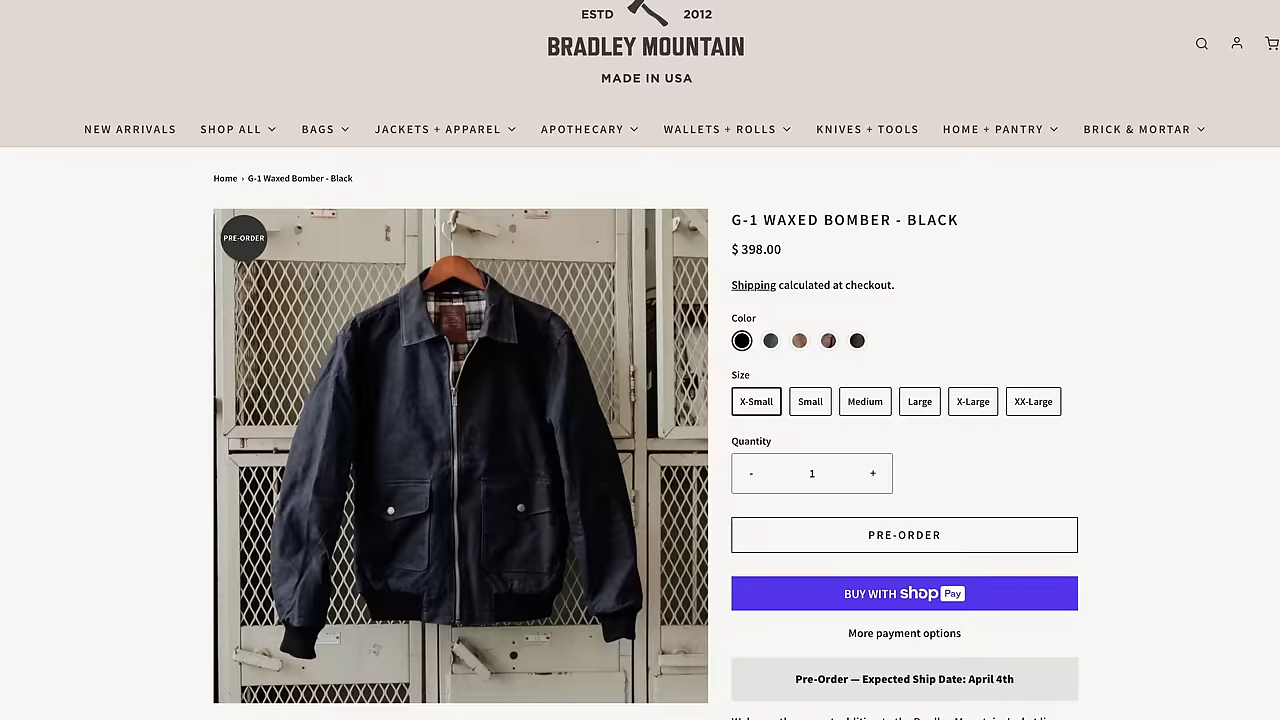 ESTD 2012
BRADLEY MOUNTAIN
MADE IN USA
NEW ARRIVALS SHOP ALL BAGS JACKETS + APPAREL APOTHECARY WALLETS + ROLLS KNIVES + TOOLS HOME + PANTRY BRICK & MORTAR
Home › G-1 Waxed Bomber - Black
PRE-ORDER
G-1 WAXED BOMBER - BLACK
$ 398.00
Shipping calculated at checkout.
Color
Size
X-Small Small Medium Large X-Large XX-Large
Quantity
- 1 +
PRE-ORDER
BUY WITH shop Pay
More payment options
Pre-Order — Expected Ship Date: April 4th